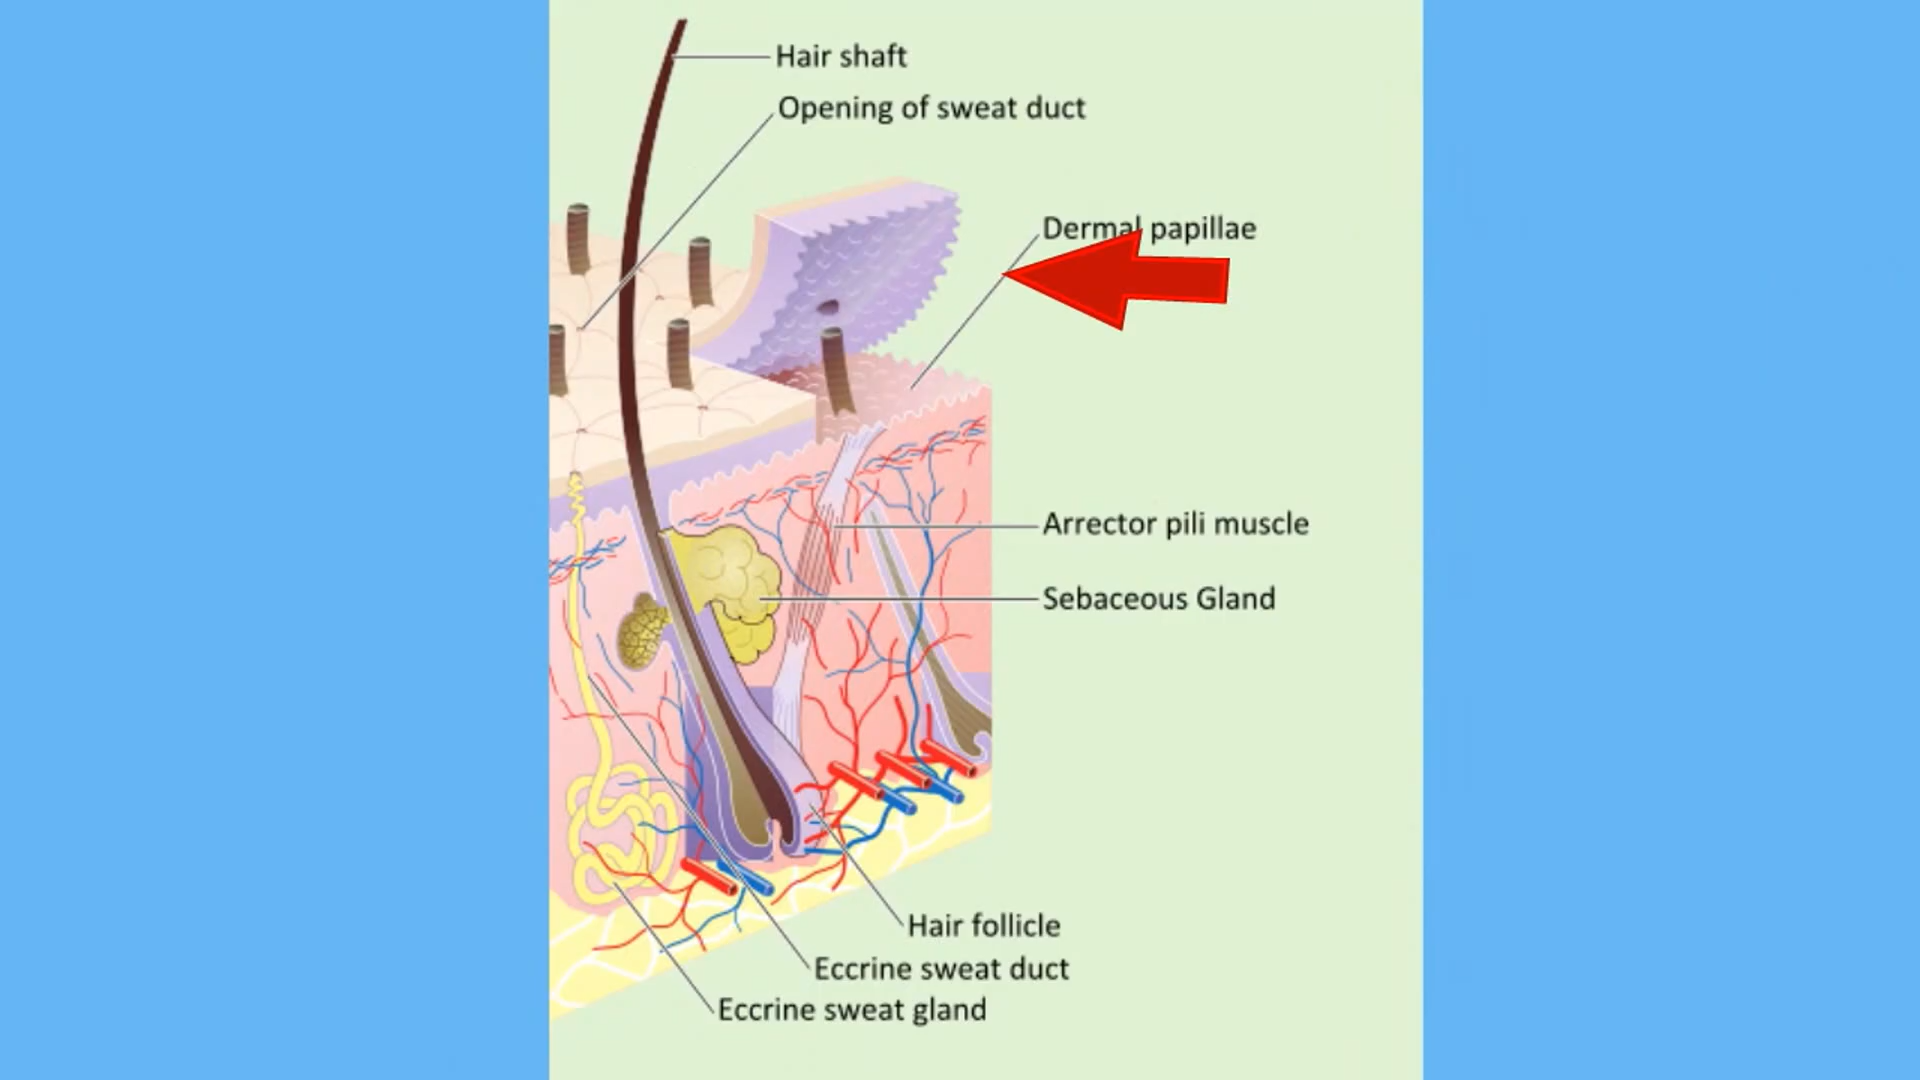 Hair shaft
Opening of sweat duct
Dermal papillae
Arrector pili muscle
Sebaceous Gland
Hair follicle
Eccrine sweat duct
Eccrine sweat gland